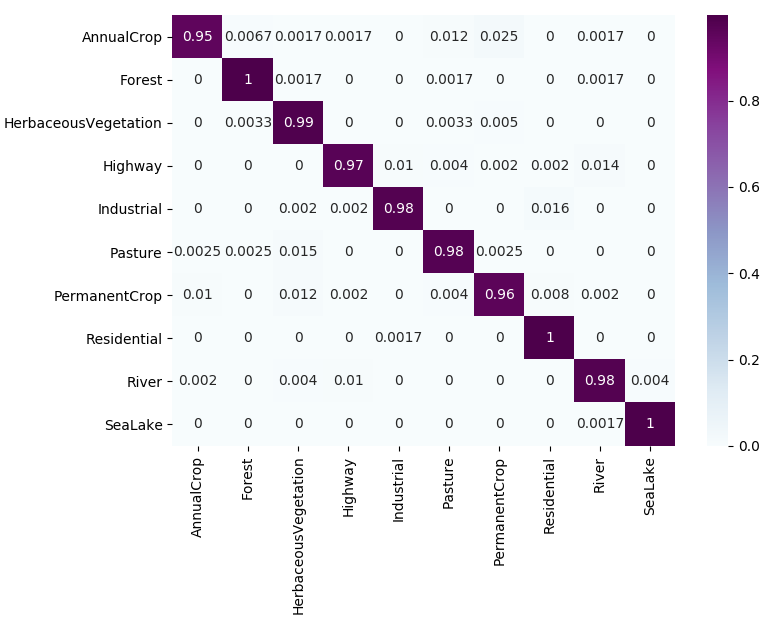 AnnualCrop 0.95 0.0067 0.0017 0.0017 0 0.012 0.025 0 0.0017 0
Forest 0 1 0.0017 0 0 0.0017 0 0 0.0017 0
HerbaceousVegetation 0 0.0033 0.99 0 0 0.0033 0.005 0 0 0
Highway 0 0 0 0.97 0.01 0.004 0.002 0.002 0.014 0
Industrial 0 0 0.002 0.002 0.98 0 0 0.016 0 0
Pasture 0.0025 0.0025 0.015 0 0 0.98 0.0025 0 0 0
PermanentCrop 0.01 0 0.012 0.002 0 0.004 0.96 0.008 0.002 0
Residential 0 0 0 0 0.0017 0 0 1 0 0
River 0.002 0 0.004 0.01 0 0 0 0 0.98 0.004
SeaLake 0 0 0 0 0 0 0 0 0.0017 1
AnnualCrop
Forest
HerbaceousVegetation
Highway
Industrial
Pasture
PermanentCrop
Residential
River
SeaLake
0.8
0.6
0.4
0.2
0.0